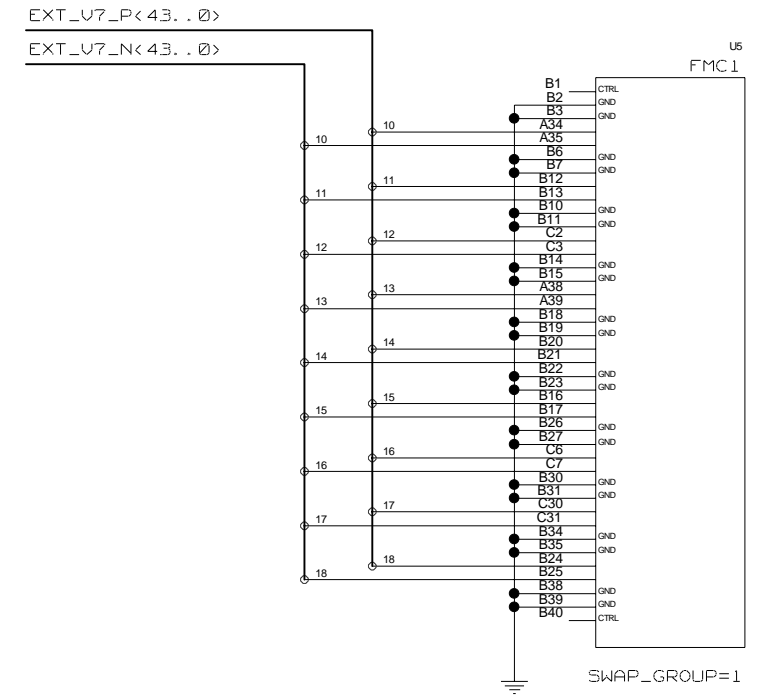 EXT_V7_P<43..0>
EXT_V7_N<43..0>
U5
FMC1
B1 CTRL
B2 GND
B3 GND
10 A34
10 A35
B6 GND
B7 GND
11 B12
11 B13
B10 GND
B11 GND
12 C2
12 C3
B14 GND
B15 GND
13 A38
13 A39
B18 GND
B19 GND
14 B20
14 B21
B22 GND
B23 GND
15 B16
15 B17
B26 GND
B27 GND
16 C6
16 C7
B30 GND
B31 GND
17 C30
17 C31
B34 GND
B35 GND
18 B24
18 B25
B38 GND
B39 GND
B40 CTRL
SWAP_GROUP=1